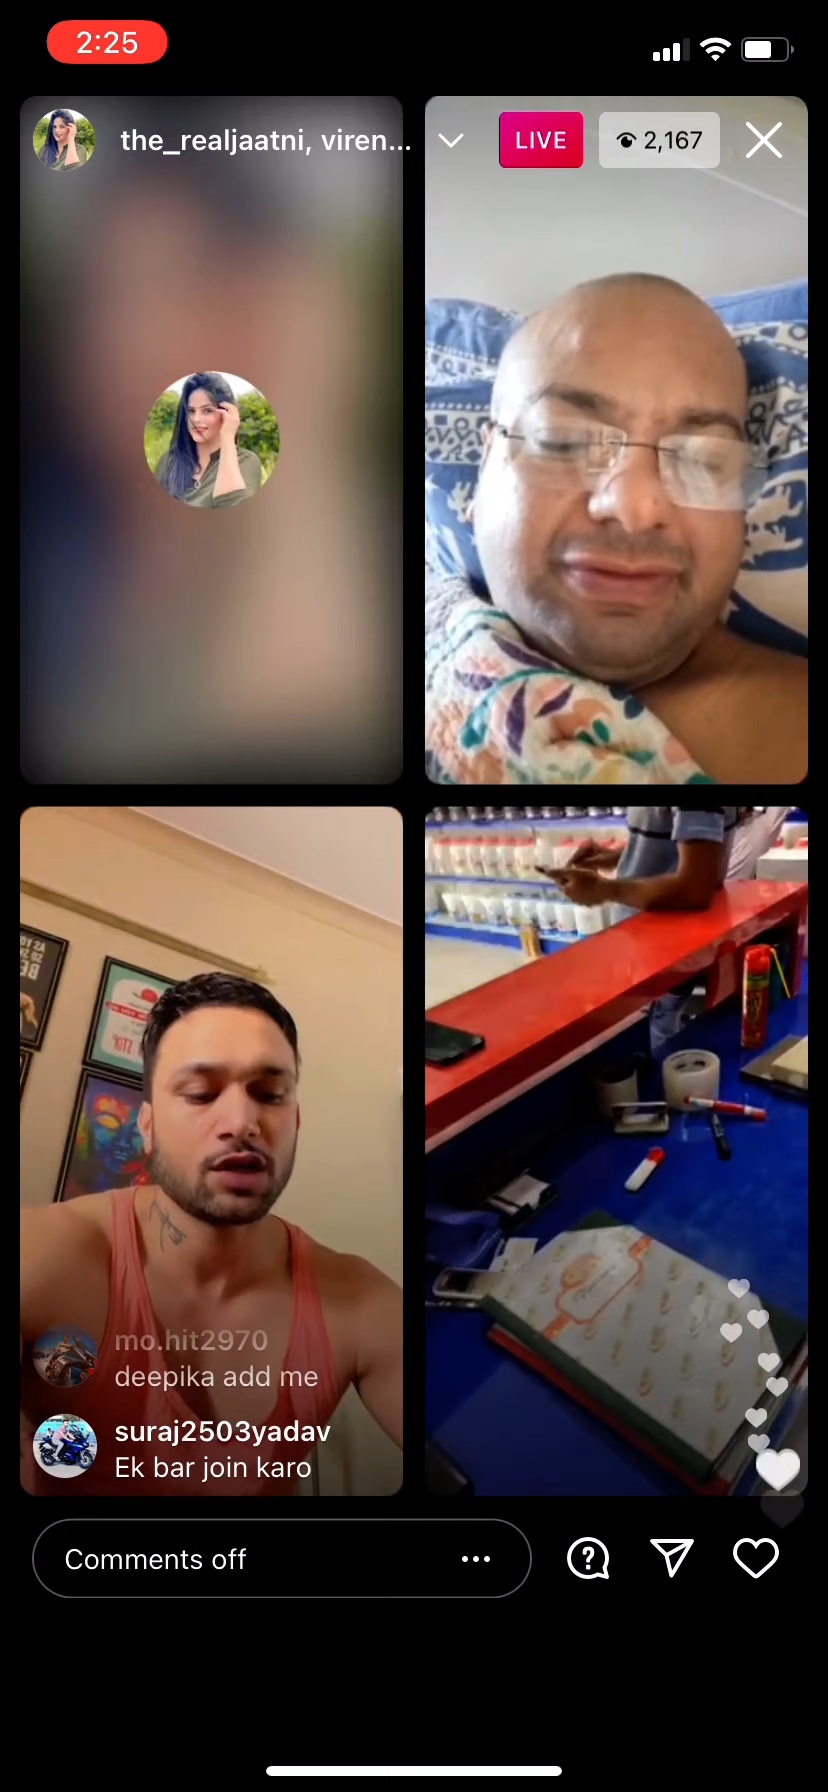 2:25
the_realjaatni, viren...
LIVE
2,167
mo.hit2970
deepika add me
suraj2503yadav
Ek bar join karo
Comments off